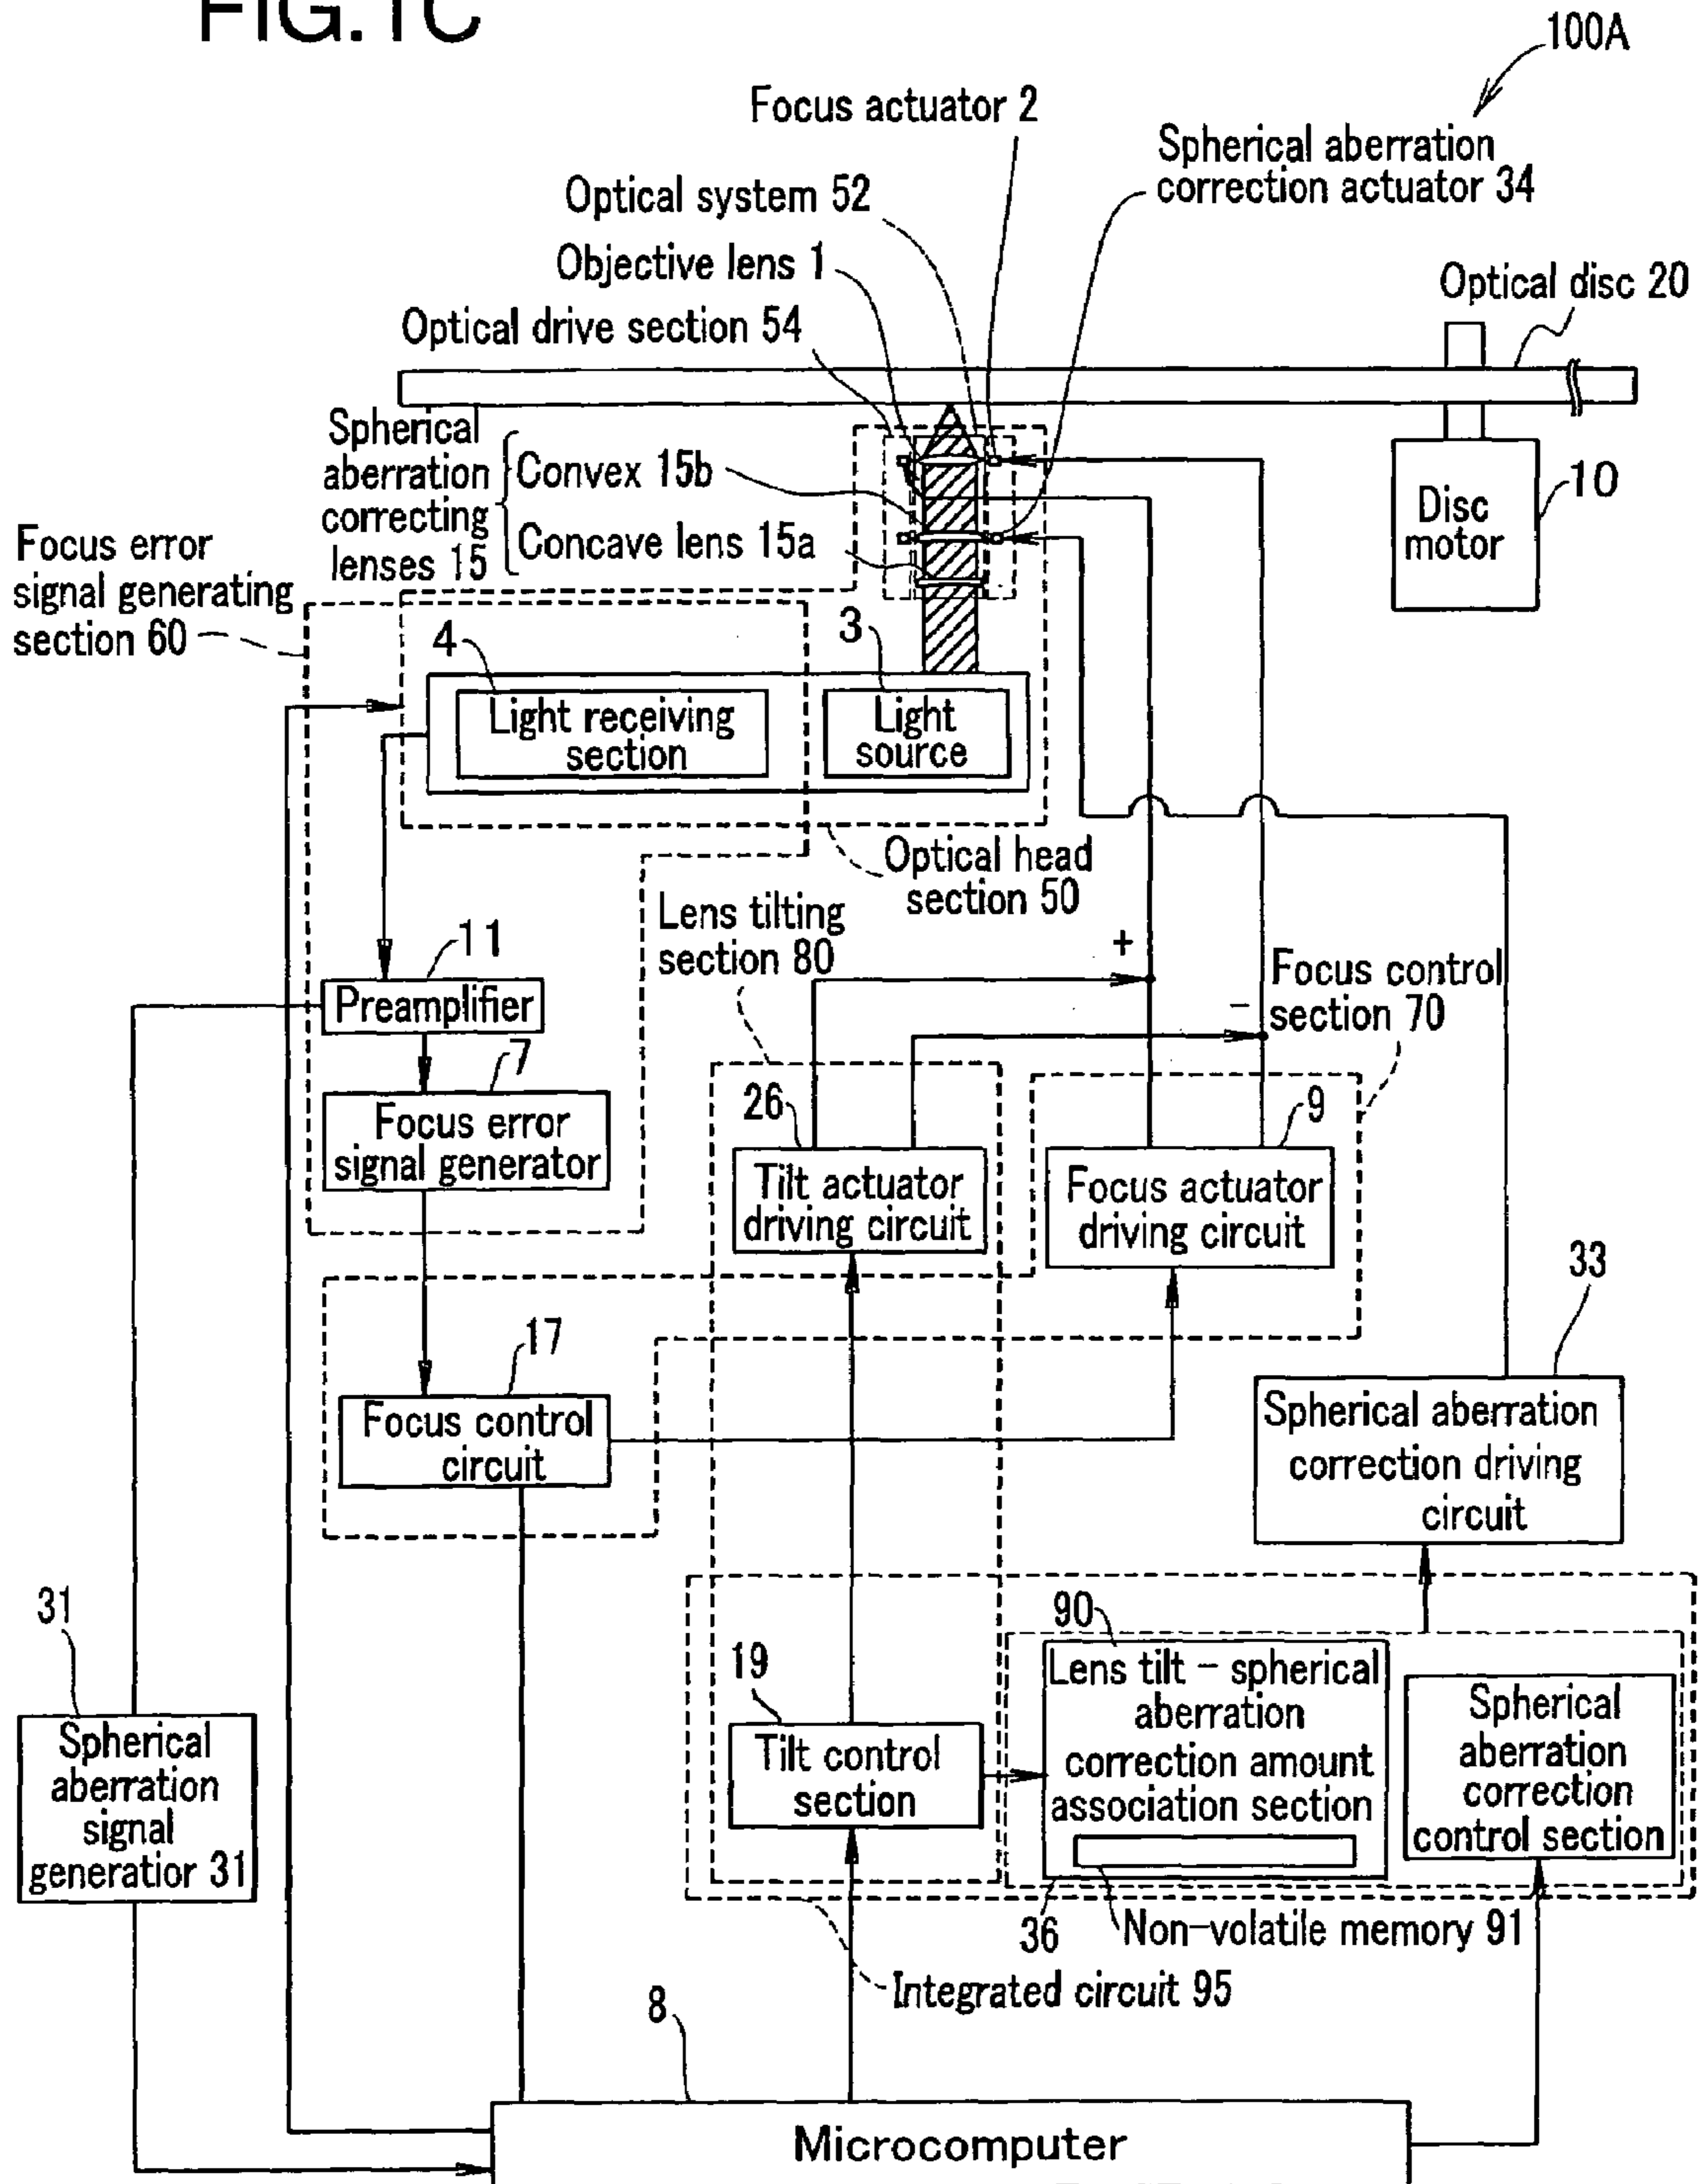 FIG. 1C
100A
Focus actuator 2
Spherical aberration
correction actuator 34
Optical system 52
Objective lens 1
Optical disc 20
Optical drive section 54
Spherical
aberration
correcting
lenses 15
Convex 15b
Concave lens 15a
10
Disc
motor
Focus error
signal generating
section 60
4
3
Light receiving
section
Light
source
Optical head
section 50
Lens tilting
section 80
+
-
Focus control
section 70
11
Preamplifier
7
Focus error
signal generator
26
Tilt actuator
driving circuit
9
Focus actuator
driving circuit
33
17
Focus control
circuit
Spherical aberration
correction driving
circuit
31
Spherical
aberration
signal
generatior 31
90
19
Tilt control
section
Lens tilt - spherical
aberration
correction amount
association section
Spherical
aberration
correction
control section
36
Non-volatile memory 91
Integrated circuit 95
8
Microcomputer